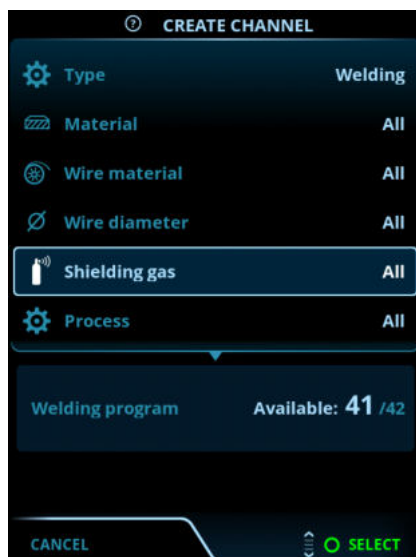 ? CREATE CHANNEL
Type Welding
Material All
Wire material All
Wire diameter All
Shielding gas All
Process All
Welding program Available: 41 /42
CANCEL SELECT